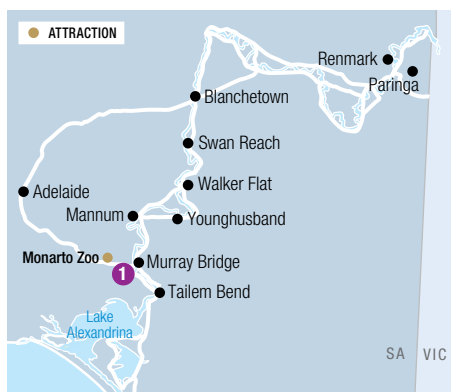 ATTRACTION
Renmark
Paringa
Blanchetown
Swan Reach
Walker Flat
Adelaide
Mannum
Younghusband
Monarto Zoo
1
Murray Bridge
Tailem Bend
Lake
Alexandrina
SA
VIC